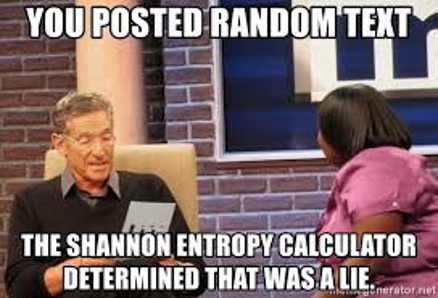 YOU POSTED RANDOM TEXT
THE SHANNON ENTROPY CALCULATOR
DETERMINED THAT WAS A LIE.